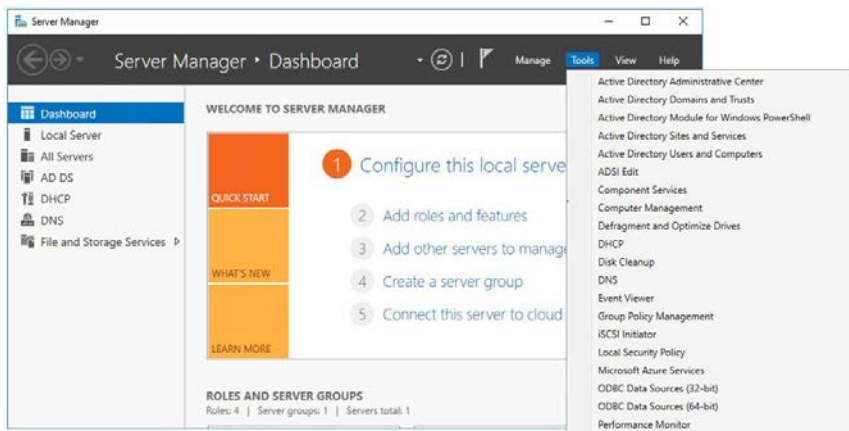 Server Manager
Server Manager • Dashboard
Manage Tools View Help
Dashboard
Local Server
All Servers
AD DS
DHCP
DNS
File and Storage Services
WELCOME TO SERVER MANAGER
QUICK START
WHAT'S NEW
LEARN MORE
1 Configure this local serve
2 Add roles and features
3 Add other servers to manage
4 Create a server group
5 Connect this server to cloud
ROLES AND SERVER GROUPS
Roles: 4 | Server groups: 1 | Servers total: 1
Active Directory Administrative Center
Active Directory Domains and Trusts
Active Directory Module for Windows PowerShell
Active Directory Sites and Services
Active Directory Users and Computers
ADSI Edit
Component Services
Computer Management
Defragment and Optimize Drives
DHCP
Disk Cleanup
DNS
Event Viewer
Group Policy Management
iSCSI Initiator
Local Security Policy
Microsoft Azure Services
ODBC Data Sources (32-bit)
ODBC Data Sources (64-bit)
Performance Monitor